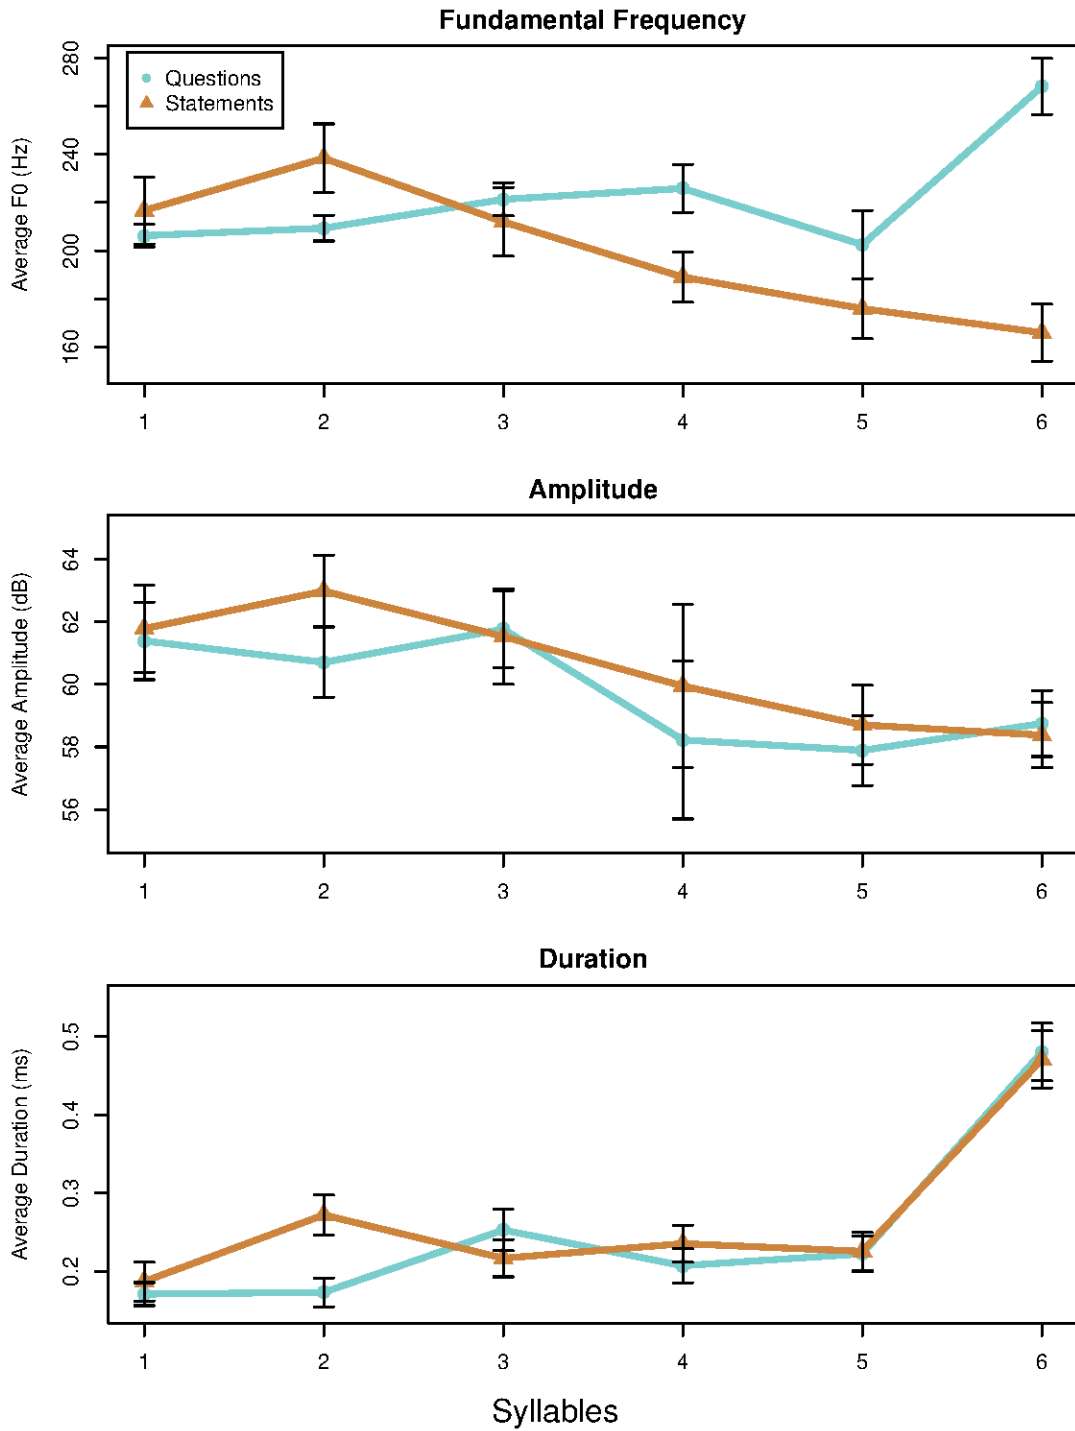 Fundamental Frequency
Questions
Statements
Average F0 (Hz)
280
240
200
160
1 2 3 4 5 6
Amplitude
Average Amplitude (dB)
64
62
60
58
56
1 2 3 4 5 6
Duration
Average Duration (ms)
0.5
0.4
0.3
0.2
1 2 3 4 5 6
Syllables